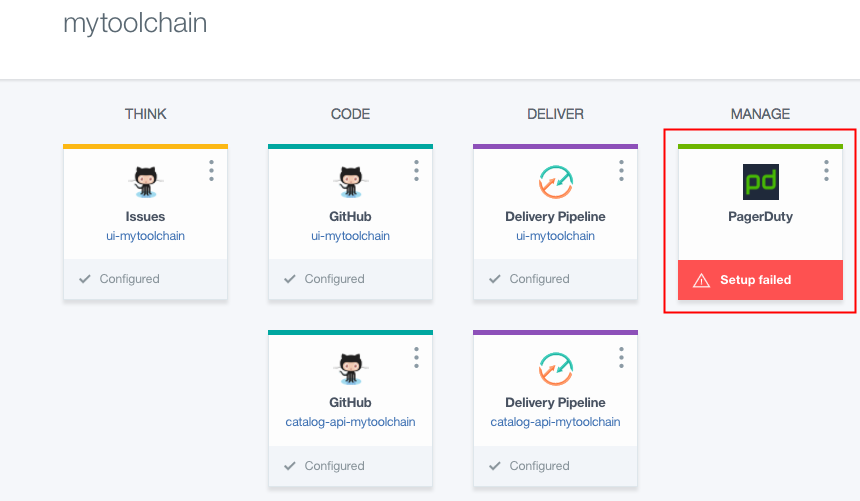 mytoolchain
THINK
CODE
DELIVER
MANAGE
Issues
ui-mytoolchain
Configured
GitHub
ui-mytoolchain
Configured
Delivery Pipeline
ui-mytoolchain
Configured
pd
PagerDuty
Setup failed
GitHub
catalog-api-mytoolchain
Configured
Delivery Pipeline
catalog-api-mytoolchain
Configured